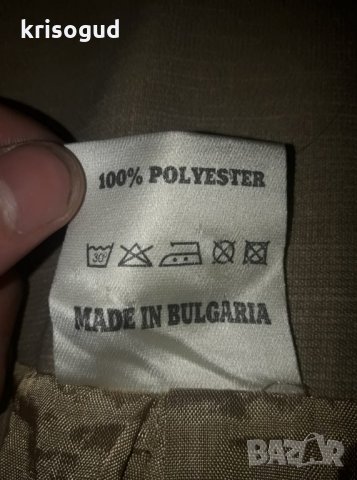 krisogud
100% POLYESTER
30°
MADE IN BULGARIA
BAZAR